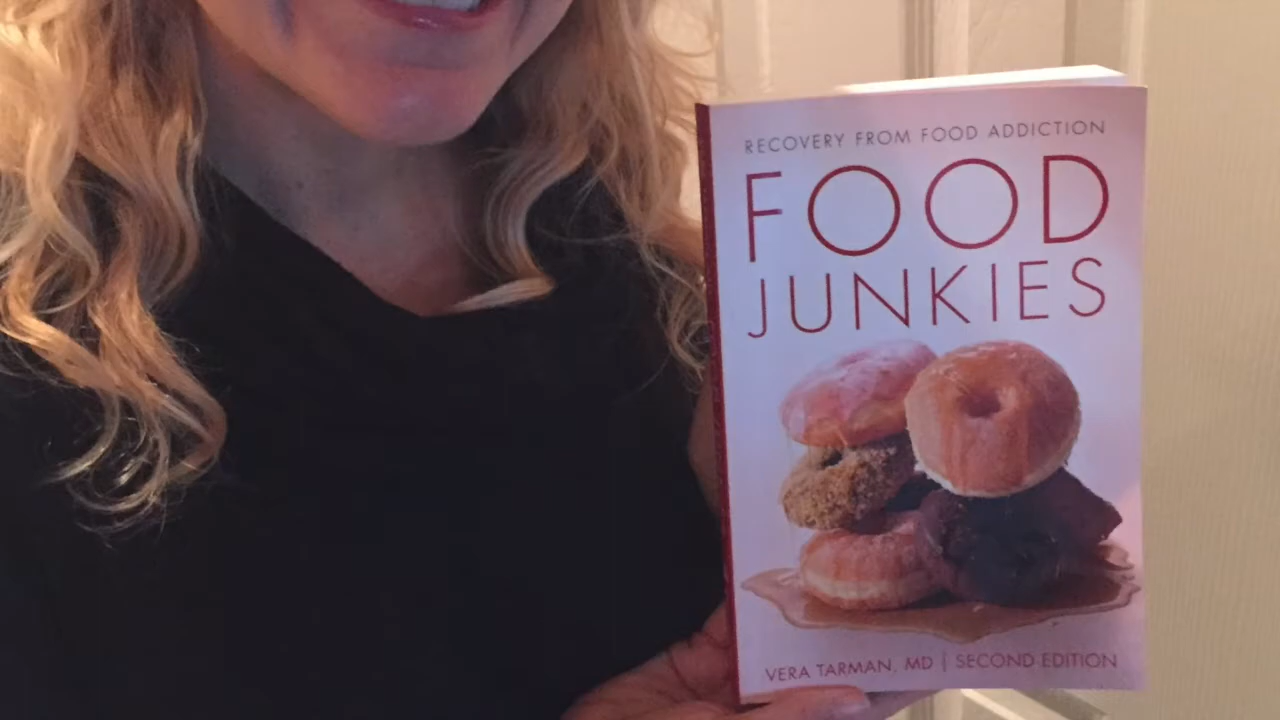 RECOVERY FROM FOOD ADDICTION
FOOD
JUNKIES
VERA TARMAN, MD | SECOND EDITION